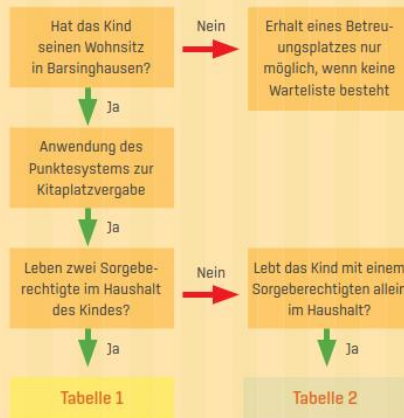 Hat das Kind
seinen Wohnsitz
in Barsinghausen?
Nein
Erhalt eines Betreu-
ungsplatzes nur
möglich, wenn keine
Warteliste besteht
Ja
Anwendung des
Punktesystems zur
Kitaplatzvergabe
Ja
Leben zwei Sorgebe-
rechtigte im Haushalt
des Kindes?
Nein
Lebt das Kind mit einem
Sorgeberechtigten allein
im Haushalt?
Ja
Ja
Tabelle 1
Tabelle 2